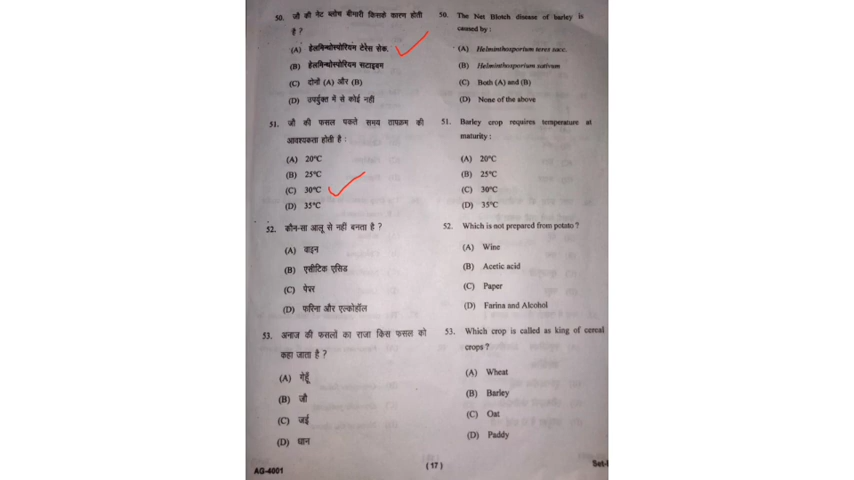 50. जौ की नेट ब्लोच बीमारी किसके कारण होती
है ?
(A) हेलमिन्थोस्पोरियम टेरेस सेक.
(B) हेलमिन्थोस्पोरियम सटाइवम
(C) दोनों (A) और (B)
(D) उपर्युक्त में से कोई नहीं
51. जौ की फसल पकते समय तापक्रम की
आवश्यकता होती है :
(A) 20°C
(B) 25°C
(C) 30°C
(D) 35°C
52. कौन-सा आलू से नहीं बनता है ?
(A) वाइन
(B) एसीटिक एसिड
(C) पेपर
(D) फरिना और एल्कोहॉल
53. अनाज की फसलों का राजा किस फसल को
कहा जाता है ?
(A) गेहूँ
(B) जौ
(C) जई
(D) धान
50. The Net Blotch disease of barley is
caused by :
(A) Helminthosporium teres sacc.
(B) Helminthosporium sativum
(C) Both (A) and (B)
(D) None of the above
51. Barley crop requires temperature at
maturity :
(A) 20°C
(B) 25°C
(C) 30°C
(D) 35°C
52. Which is not prepared from potato ?
(A) Wine
(B) Acetic acid
(C) Paper
(D) Farina and Alcohol
53. Which crop is called as king of cereal
crops ?
(A) Wheat
(B) Barley
(C) Oat
(D) Paddy
AG-4001
(17)
Set-I